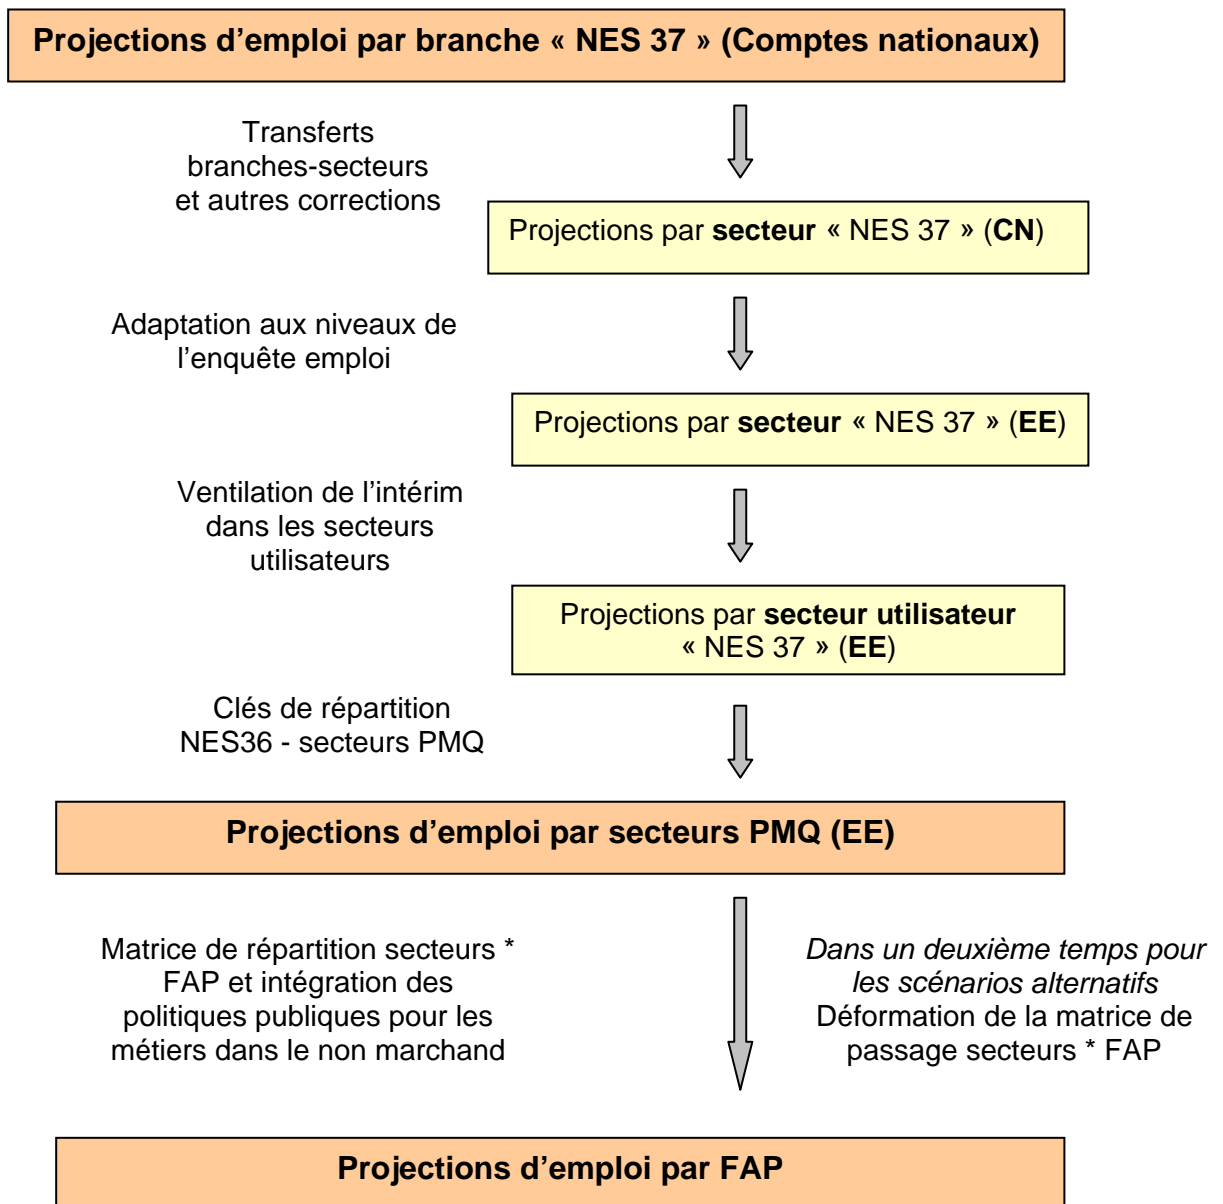 Projections d’emploi par branche « NES 37 » (Comptes nationaux)
Transferts
branches-secteurs
et autres corrections
Projections par secteur « NES 37 » (CN)
Adaptation aux niveaux de
l’enquête emploi
Projections par secteur « NES 37 » (EE)
Ventilation de l’intérim
dans les secteurs
utilisateurs
Projections par secteur utilisateur
« NES 37 » (EE)
Clés de répartition
NES36 - secteurs PMQ
Projections d’emploi par secteurs PMQ (EE)
Matrice de répartition secteurs *
FAP et intégration des
politiques publiques pour les
métiers dans le non marchand
Dans un deuxième temps pour
les scénarios alternatifs
Déformation de la matrice de
passage secteurs * FAP
Projections d’emploi par FAP